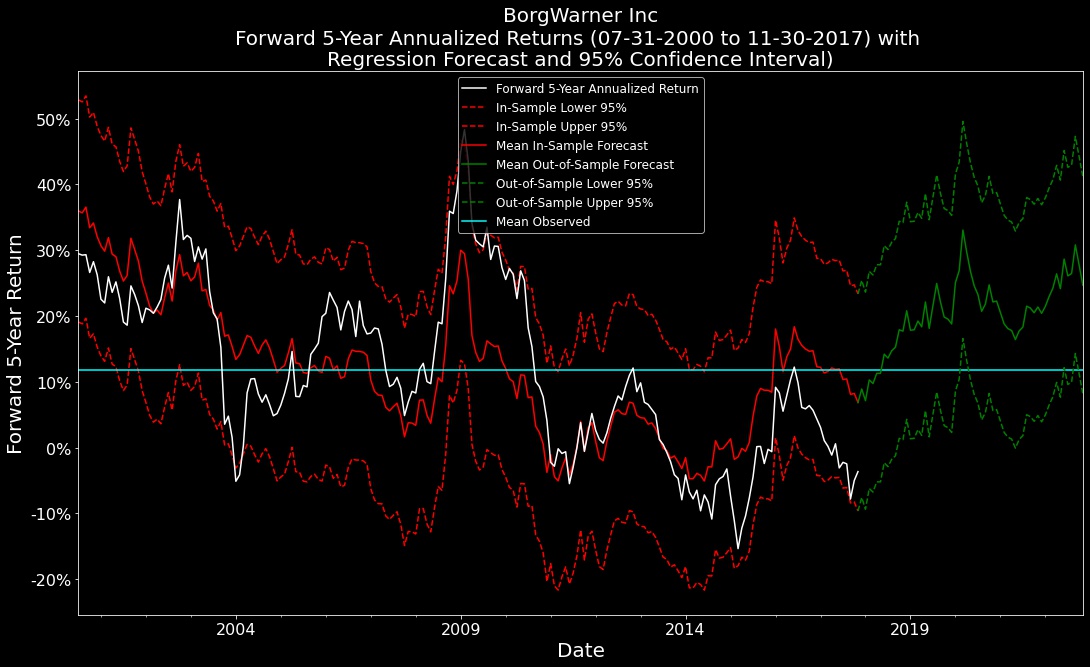 BorgWarner Inc
Forward 5-Year Annualized Returns (07-31-2000 to 11-30-2017) with
Regression Forecast and 95% Confidence Interval)
Forward 5-Year Annualized Return
In-Sample Lower 95%
In-Sample Upper 95%
Mean In-Sample Forecast
Mean Out-of-Sample Forecast
Out-of-Sample Lower 95%
Out-of-Sample Upper 95%
Mean Observed
Forward 5-Year Return
50%
40%
30%
20%
10%
0%
-10%
-20%
2004
2009
2014
2019
Date